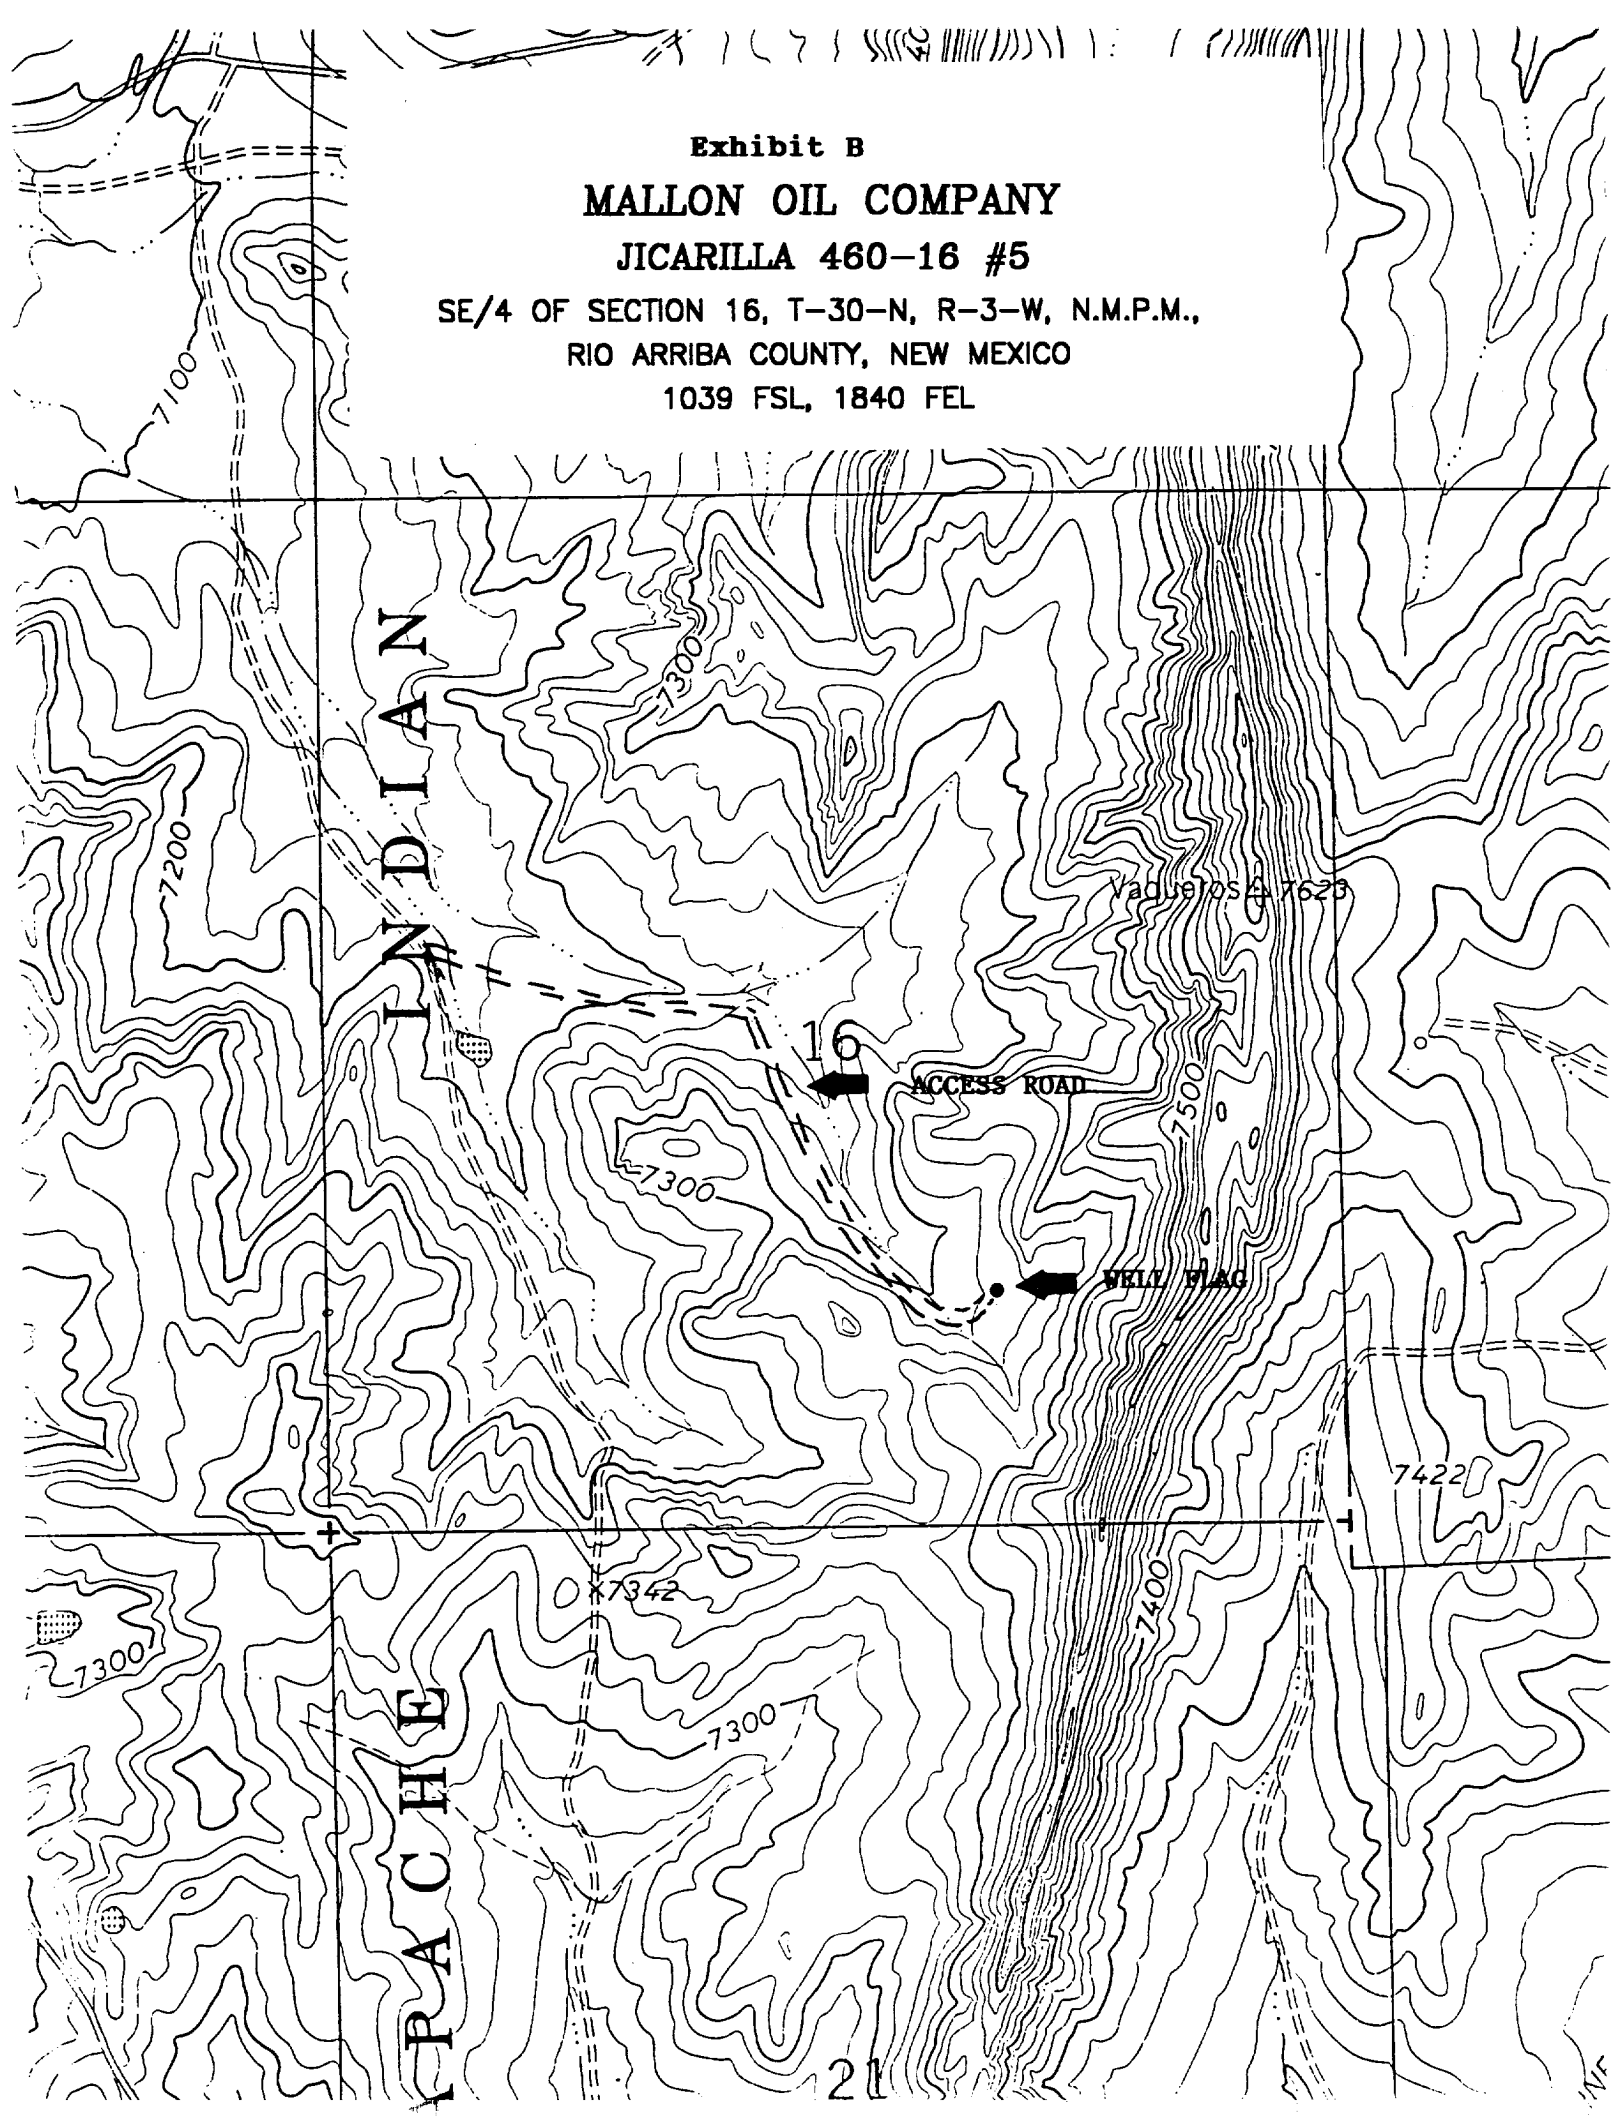 Exhibit B
MALLON OIL COMPANY
JICARILLA 460-16 #5
SE/4 OF SECTION 16, T-30-N, R-3-W, N.M.P.M.,
RIO ARRIBA COUNTY, NEW MEXICO
1039 FSL, 1840 FEL
7100
INDIAN
7300
7200
Vaqueros 7623
16
ACCESS ROAD
7500
7300
WELL FLAG
7422
7342
7400
7300
7300
PACHE
21